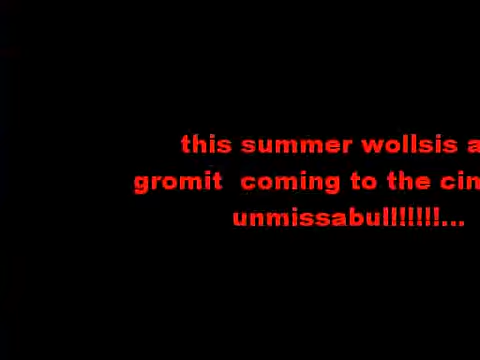 this summer wollsis a
gromit coming to the cin
unmissabull!!!!!!...